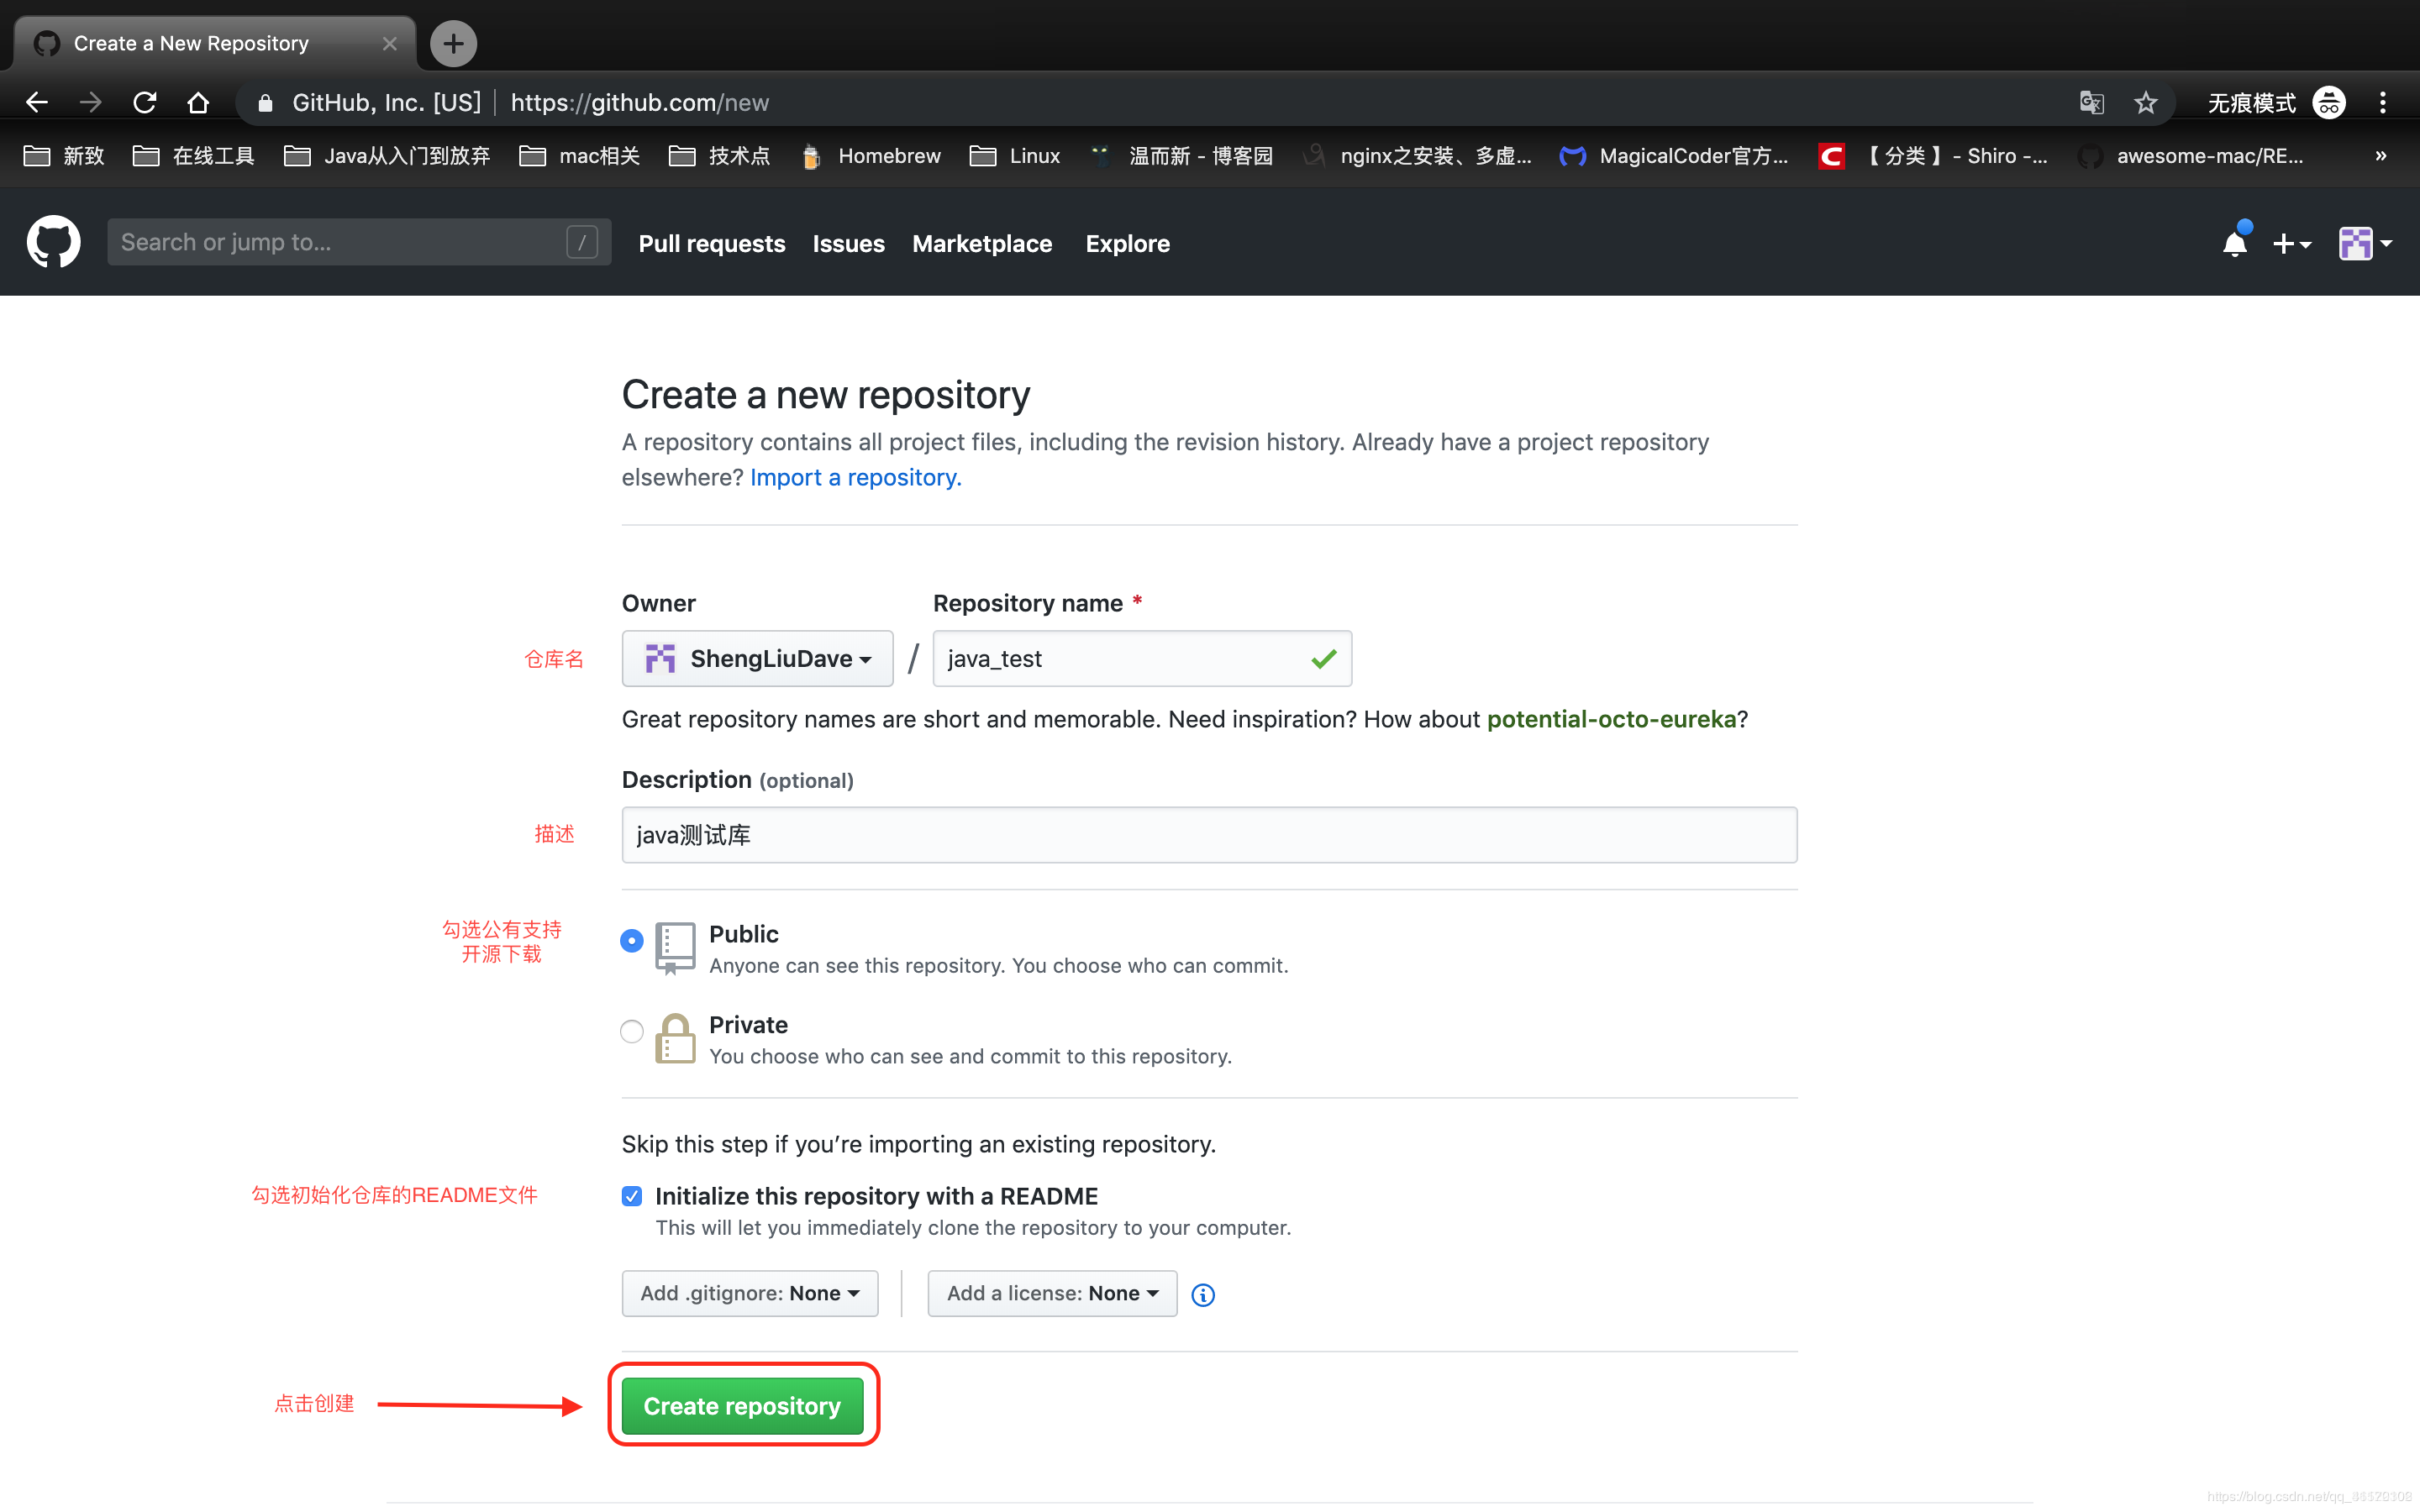 Create a New Repository
GitHub, Inc. [US] https://github.com/new
无痕模式
新致 在线工具 Java从入门到放弃 mac相关 技术点 Homebrew Linux 温而新 - 博客园 nginx之安装、多虚... MagicalCoder官方... 【 分类 】 - Shiro -... awesome-mac/RE... »
Search or jump to... / Pull requests Issues Marketplace Explore
Create a new repository
A repository contains all project files, including the revision history. Already have a project repository
elsewhere? Import a repository.
Owner Repository name *
仓库名 ShengLiuDave / java_test
Great repository names are short and memorable. Need inspiration? How about potential-octo-eureka?
Description (optional)
描述 java测试库
勾选公有支持
开源下载
Public
Anyone can see this repository. You choose who can commit.
Private
You choose who can see and commit to this repository.
Skip this step if you’re importing an existing repository.
勾选初始化仓库的README文件 Initialize this repository with a README
This will let you immediately clone the repository to your computer.
Add .gitignore: None Add a license: None
点击创建 Create repository